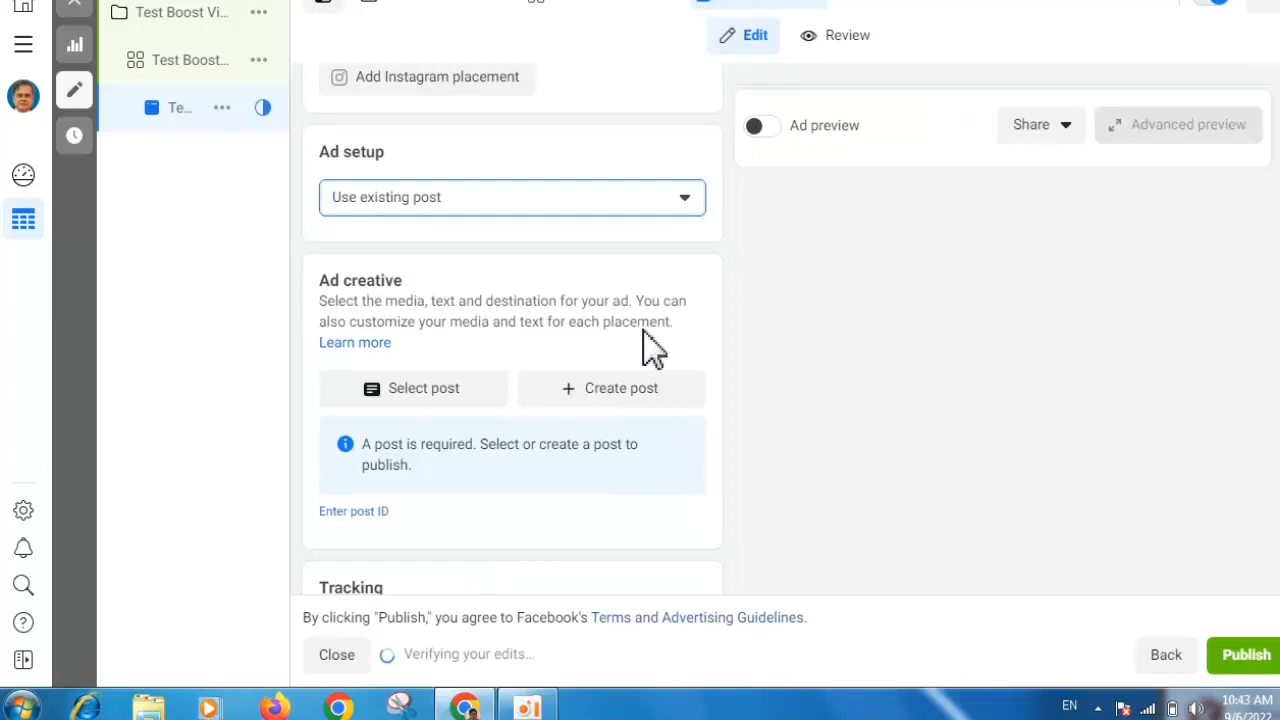 Test Boost Vi...
Edit
Review
Test Boost...
Add Instagram placement
Te...
Ad preview
Share
Advanced preview
Ad setup
Use existing post
Ad creative
Select the media, text and destination for your ad. You can
also customize your media and text for each placement.
Learn more
Select post
+ Create post
A post is required. Select or create a post to
publish.
Enter post ID
Tracking
By clicking "Publish," you agree to Facebook's Terms and Advertising Guidelines.
Close
Verifying your edits...
Back
Publish
EN
10:43 AM
9/6/2022